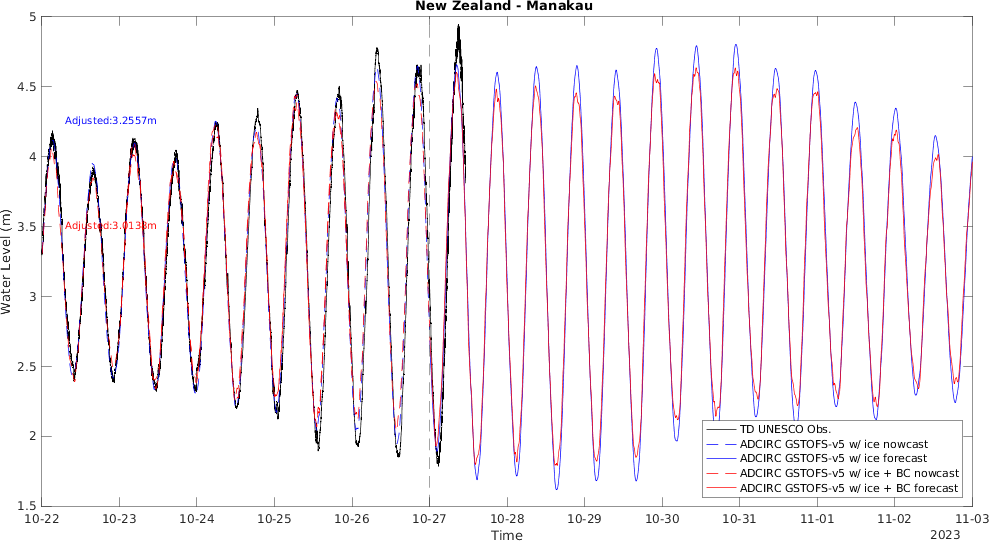 New Zealand - Manakau
5
4.5
4
3.5
3
2.5
2
1.5
Water Level (m)
Adjusted:3.2557m
Adjusted:3.0138m
TD UNESCO Obs.
ADCIRC GSTOFS-v5 w/ ice nowcast
ADCIRC GSTOFS-v5 w/ ice forecast
ADCIRC GSTOFS-v5 w/ ice + BC nowcast
ADCIRC GSTOFS-v5 w/ ice + BC forecast
10-22 10-23 10-24 10-25 10-26 10-27 10-28 10-29 10-30 10-31 11-01 11-02 11-03
Time
2023